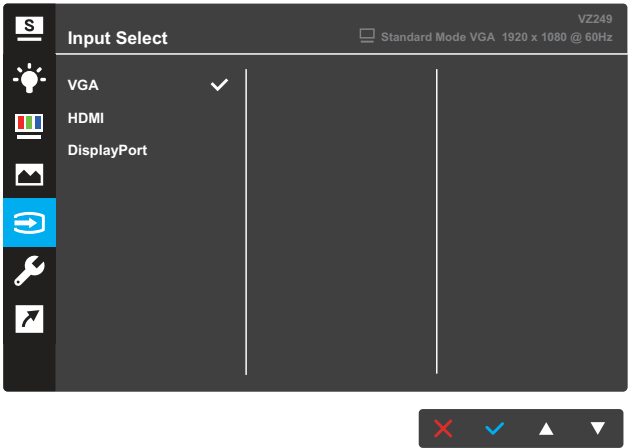 S
VZ249
Input Select
Standard Mode VGA 1920 x 1080 @ 60Hz
VGA
HDMI
DisplayPort